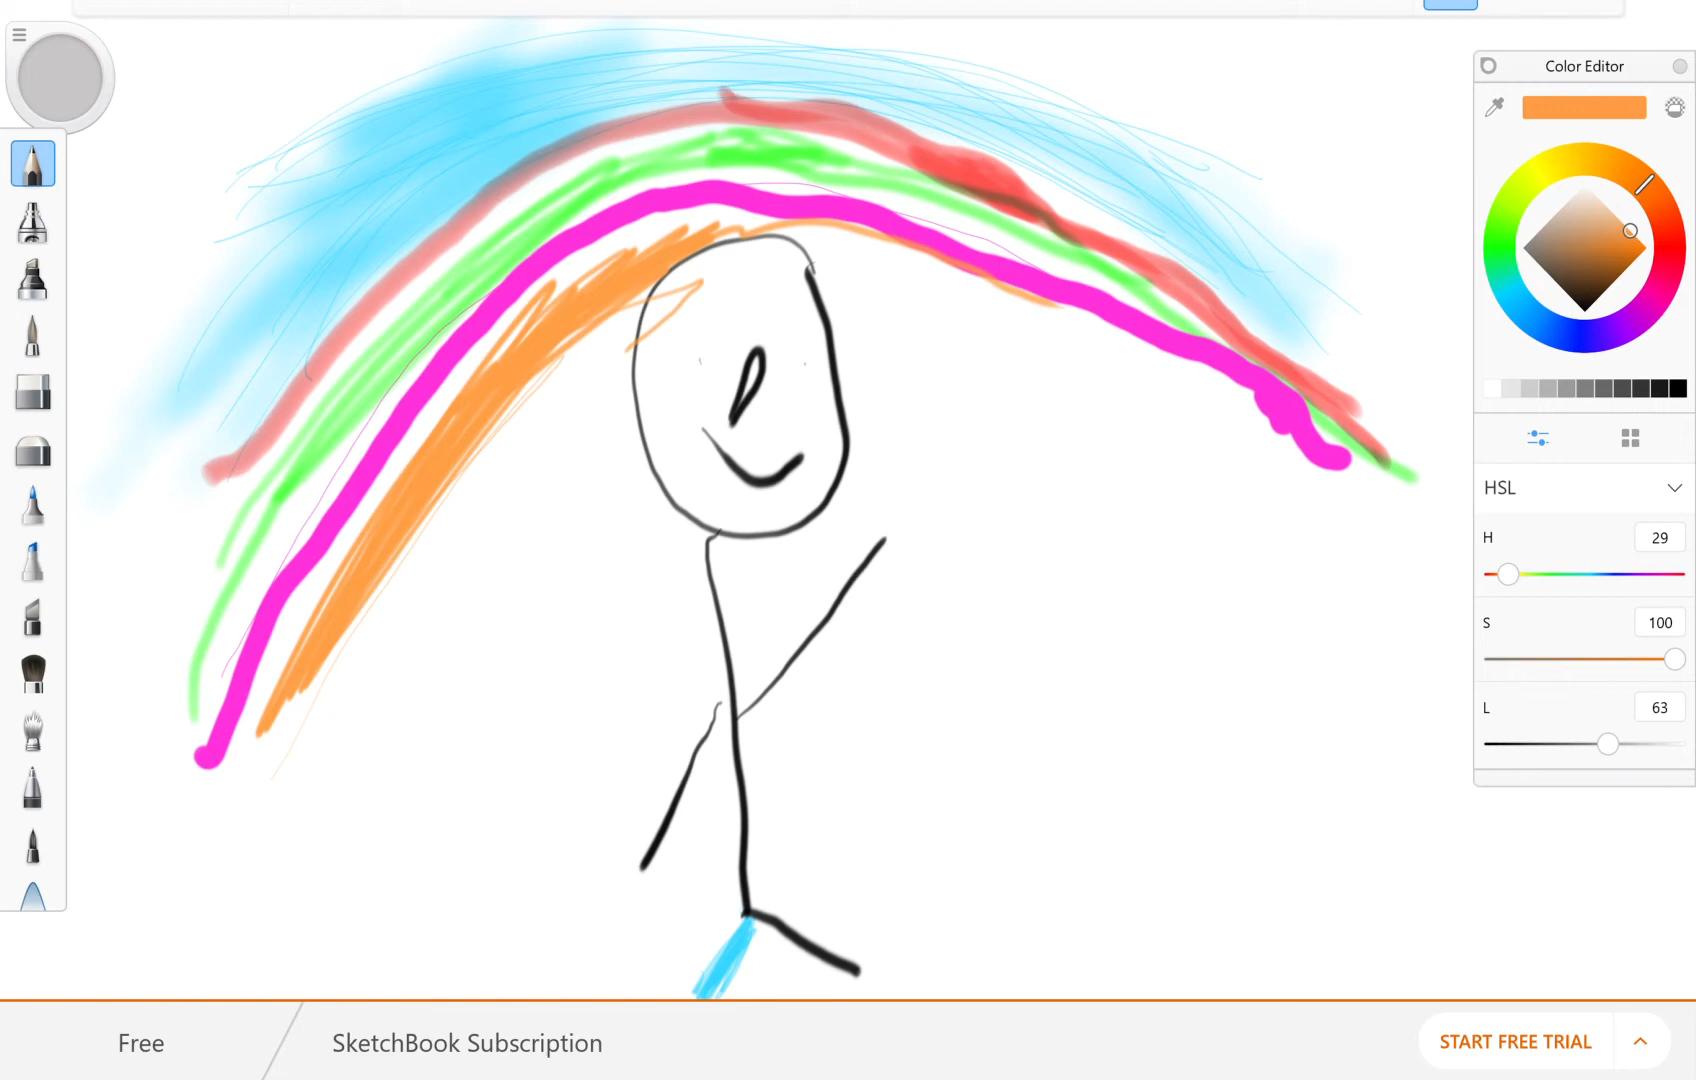 Color Editor
HSL
H
29
S
100
L
63
Free
SketchBook Subscription
START FREE TRIAL